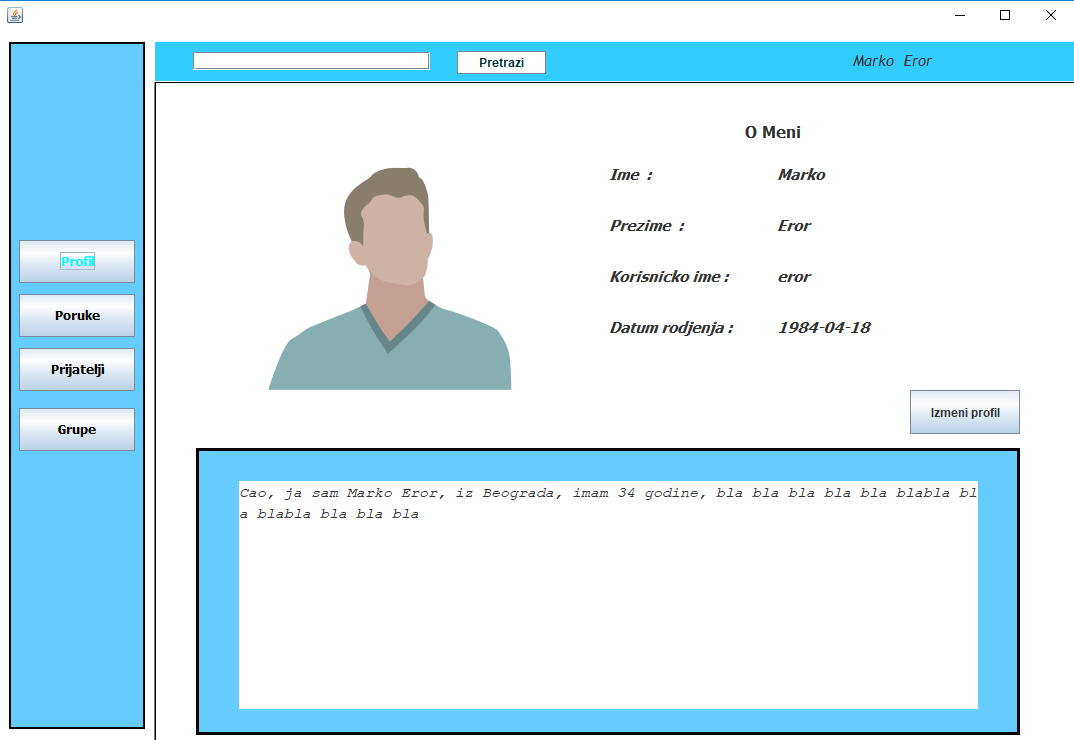 Pretrazi
Marko Eror
Profil
Poruke
Prijatelji
Grupe
O Meni
Ime : Marko
Prezime : Eror
Korisnicko ime : eror
Datum rodjenja : 1984-04-18
Izmeni profil
Cao, ja sam Marko Eror, iz Beograda, imam 34 godine, bla bla bla bla bla blabla bl
a blabla bla bla bla